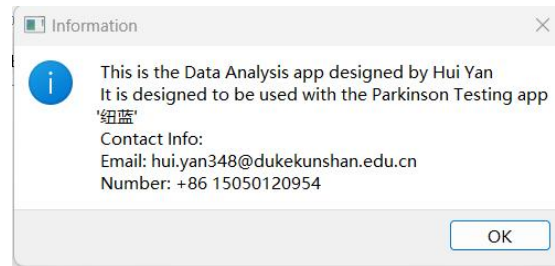 Information
This is the Data Analysis app designed by Hui Yan
It is designed to be used with the Parkinson Testing app
'纽蓝'
Contact Info:
Email: hui.yan348@dukekunshan.edu.cn
Number: +86 15050120954
OK